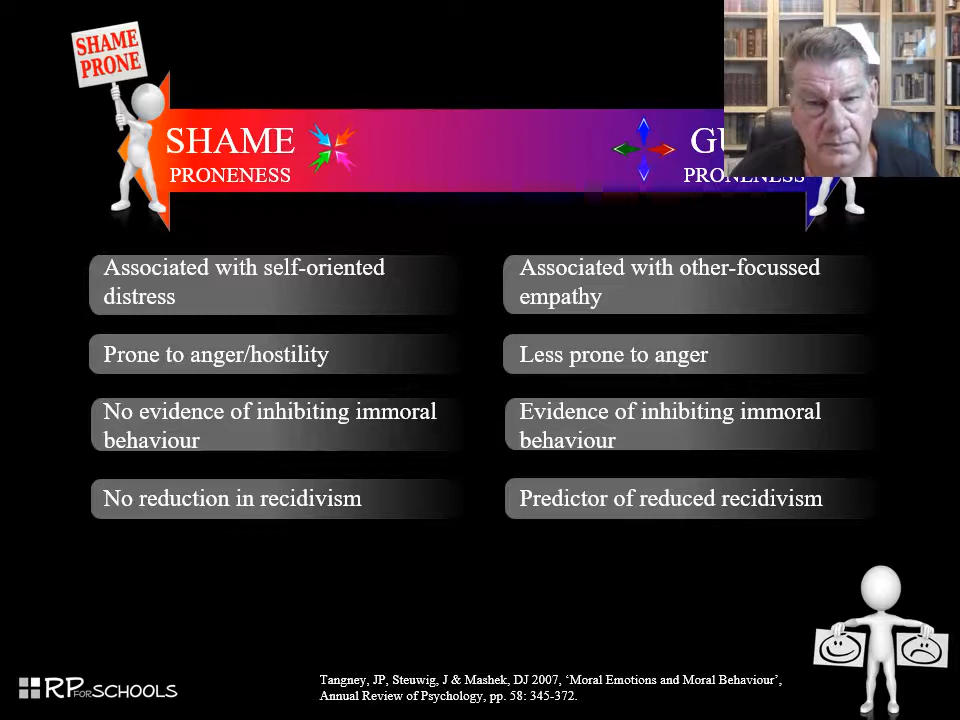 SHAME
PRONE
SHAME
PRONENESS
PRONENESS
Associated with self-oriented
distress
Prone to anger/hostility
No evidence of inhibiting immoral
behaviour
No reduction in recidivism
Associated with other-focussed
empathy
Less prone to anger
Evidence of inhibiting immoral
behaviour
Predictor of reduced recidivism
RP FOR SCHOOLS
Tangney, JP, Steuwig, J & Mashek, DJ 2007, ‘Moral Emotions and Moral Behaviour’,
Annual Review of Psychology, pp. 58: 345-372.